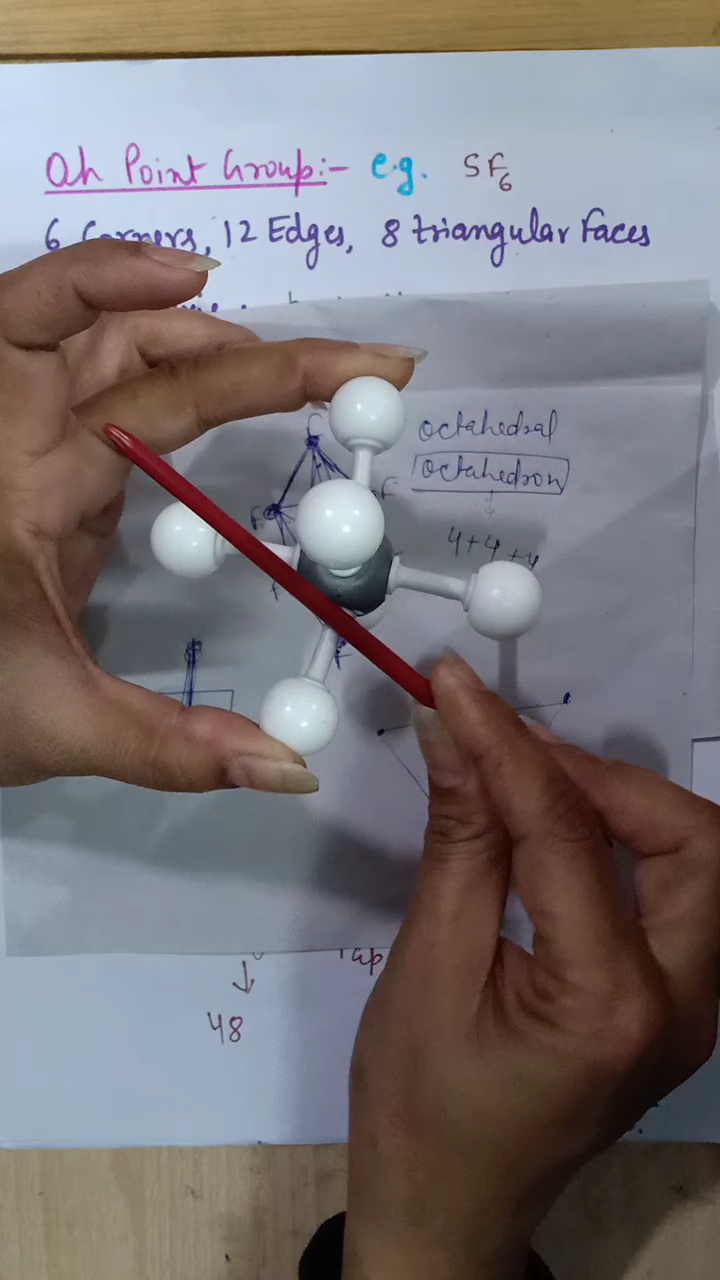 Oh Point Group:- e.g. SF6
6 Corners, 12 Edges, 8 triangular Faces
octahedral
octahedron
4+4+4
F
F
F
F
48